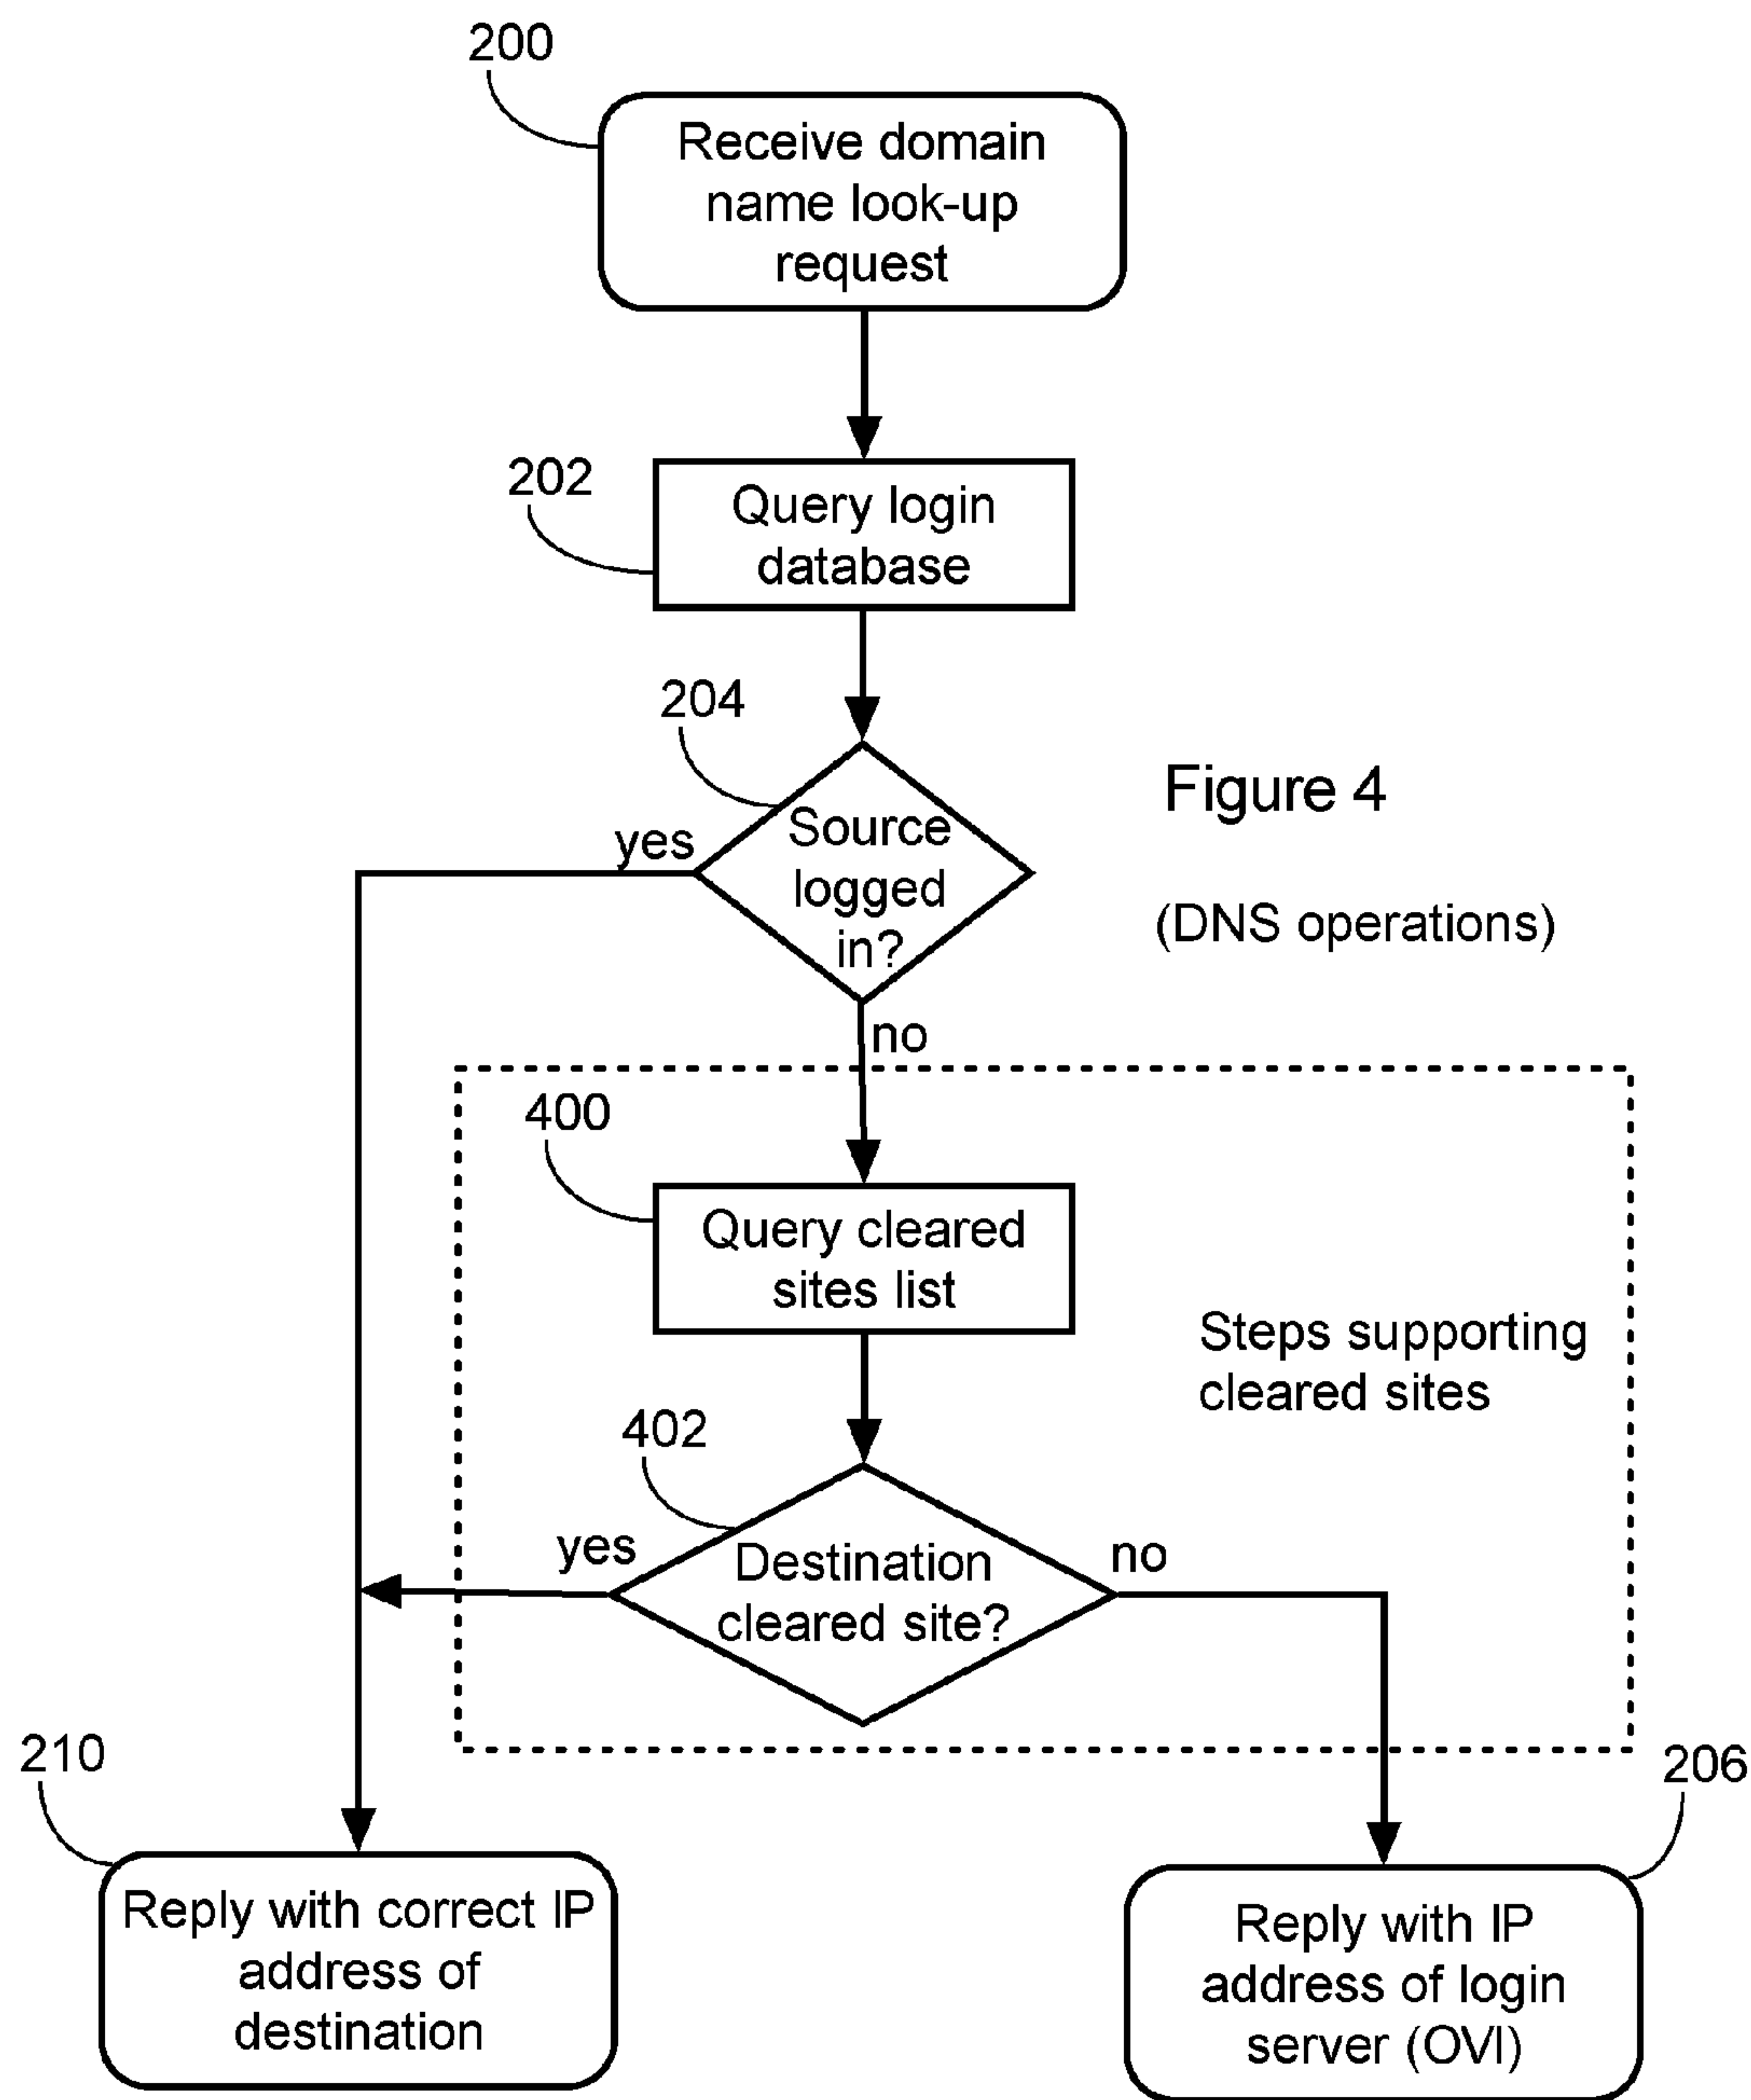 200
Receive domain
name look-up
request
202
Query login
database
204
yes
Source
logged
in?
Figure 4
(DNS operations)
no
400
Query cleared
sites list
Steps supporting
cleared sites
402
yes
Destination
cleared site?
no
210
Reply with correct IP
address of
destination
206
Reply with IP
address of login
server (OVI)